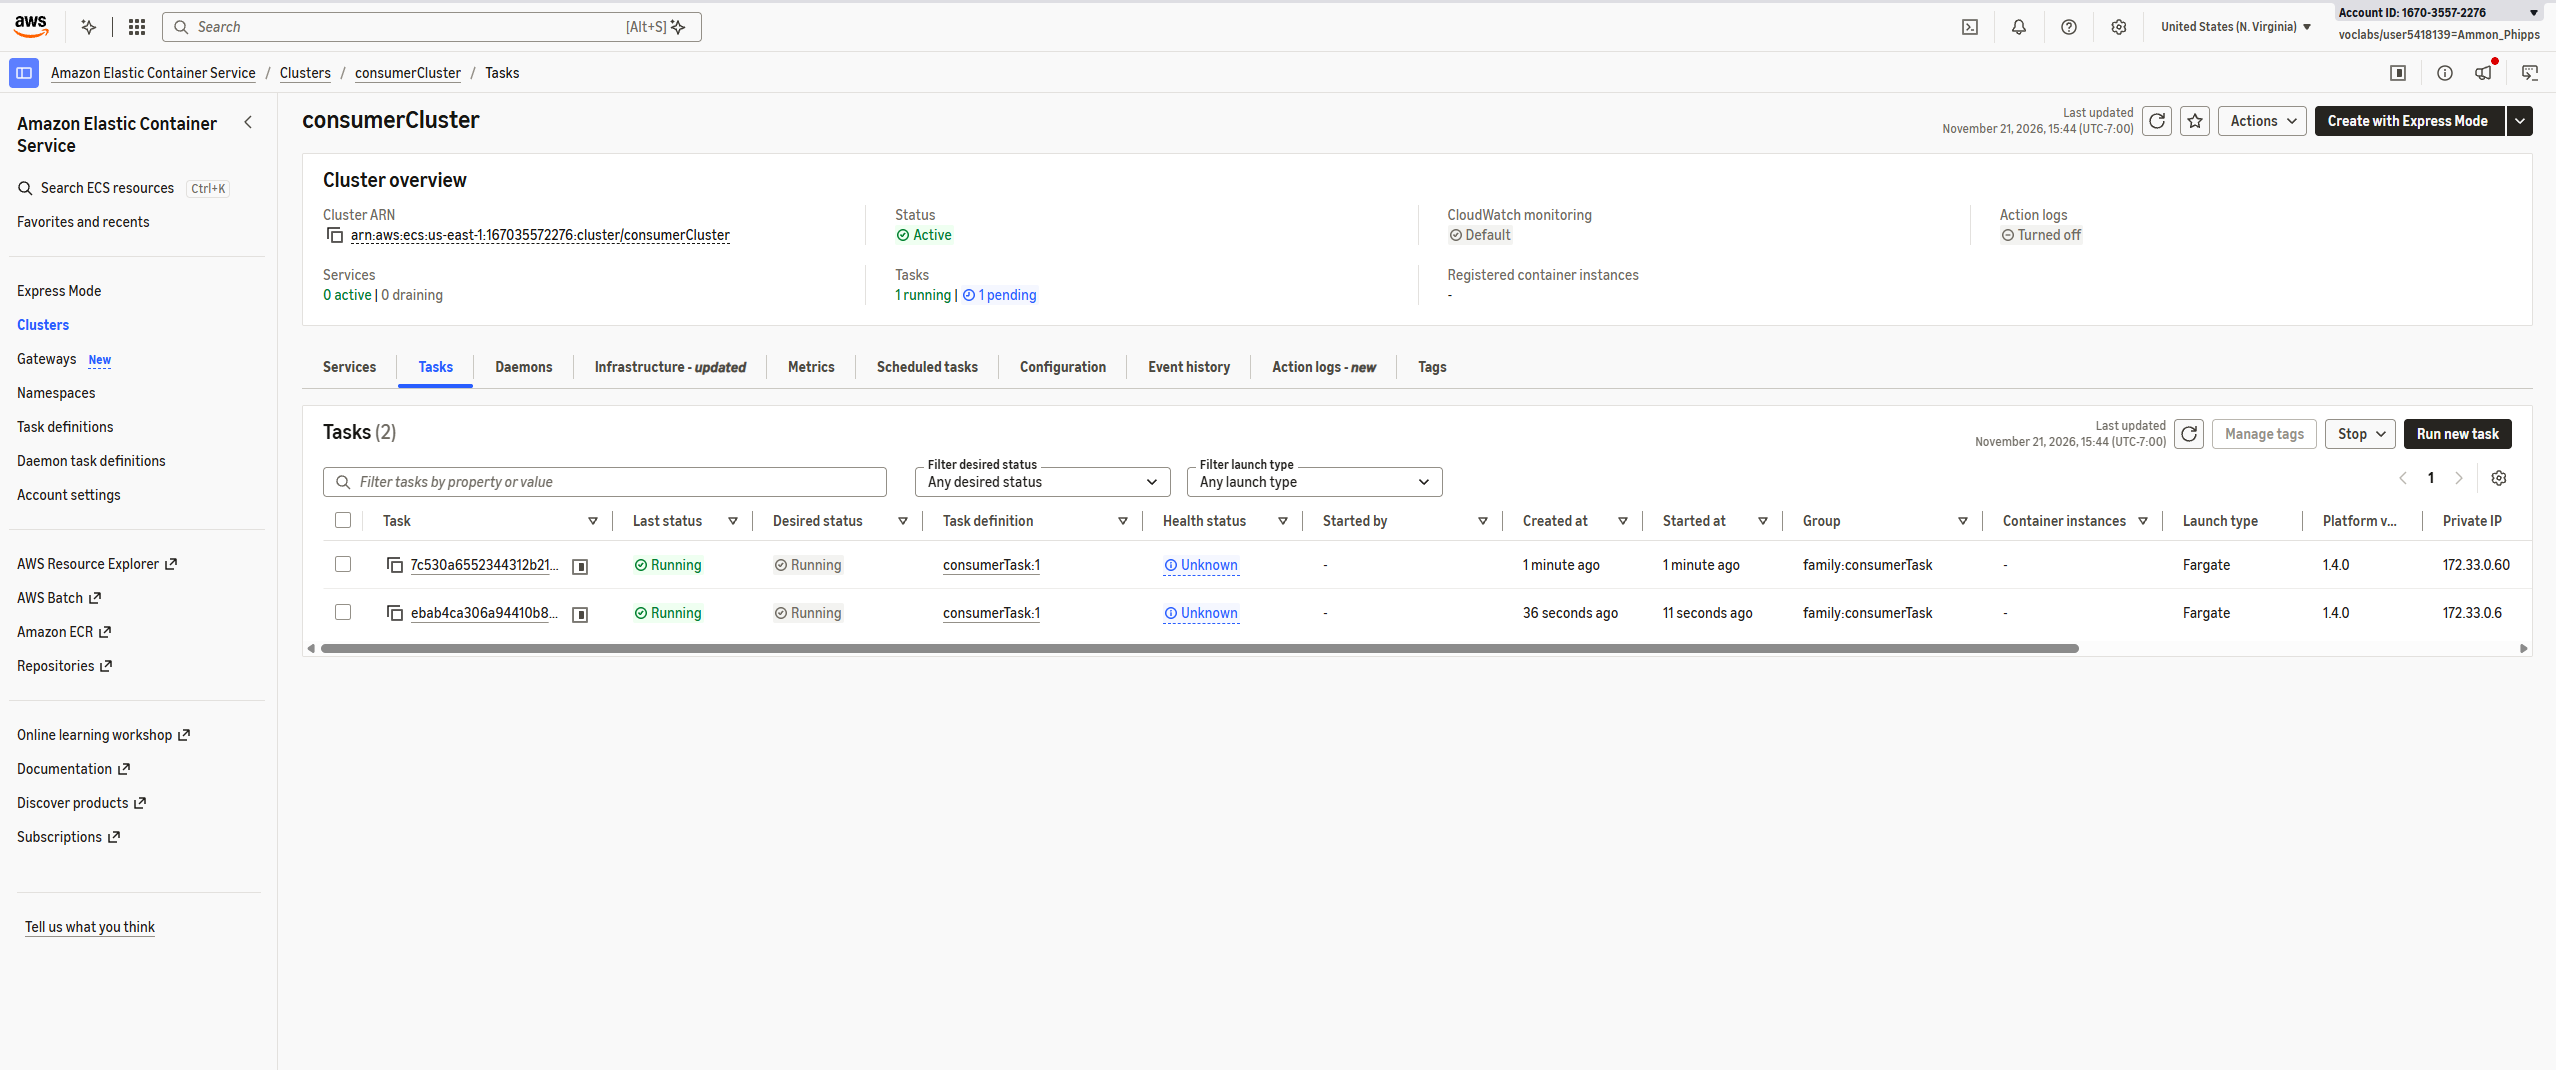 aws
Search [Alt+S]
United States (N. Virginia)
Account ID: 1670-3557-2276
voclabs/user5418139=Ammon_Phipps
Amazon Elastic Container Service / Clusters / consumerCluster / Tasks
Amazon Elastic Container Service
Search ECS resources Ctrl+K
Favorites and recents
Express Mode
Clusters
Gateways New
Namespaces
Task definitions
Daemon task definitions
Account settings
AWS Resource Explorer
AWS Batch
Amazon ECR
Repositories
Online learning workshop
Documentation
Discover products
Subscriptions
Tell us what you think
consumerCluster
Last updated
November 21, 2026, 15:44 (UTC-7:00)
Actions
Create with Express Mode
Cluster overview
Cluster ARN
arn:aws:ecs:us-east-1:167035572276:cluster/consumerCluster
Status
Active
CloudWatch monitoring
Default
Action logs
Turned off
Services
0 active | 0 draining
Tasks
1 running | 1 pending
Registered container instances
-
Services Tasks Daemons Infrastructure - updated Metrics Scheduled tasks Configuration Event history Action logs - new Tags
Tasks (2)
Last updated
November 21, 2026, 15:44 (UTC-7:00)
Manage tags
Stop
Run new task
Filter tasks by property or value
Filter desired status
Any desired status
Filter launch type
Any launch type
1
Task Last status Desired status Task definition Health status Started by Created at Started at Group Container instances Launch type Platform v... Private IP
7c530a6552344312b21... Running Running consumerTask:1 Unknown - 1 minute ago 1 minute ago family:consumerTask - Fargate 1.4.0 172.33.0.60
ebab4ca306a94410b8... Running Running consumerTask:1 Unknown - 36 seconds ago 11 seconds ago family:consumerTask - Fargate 1.4.0 172.33.0.6